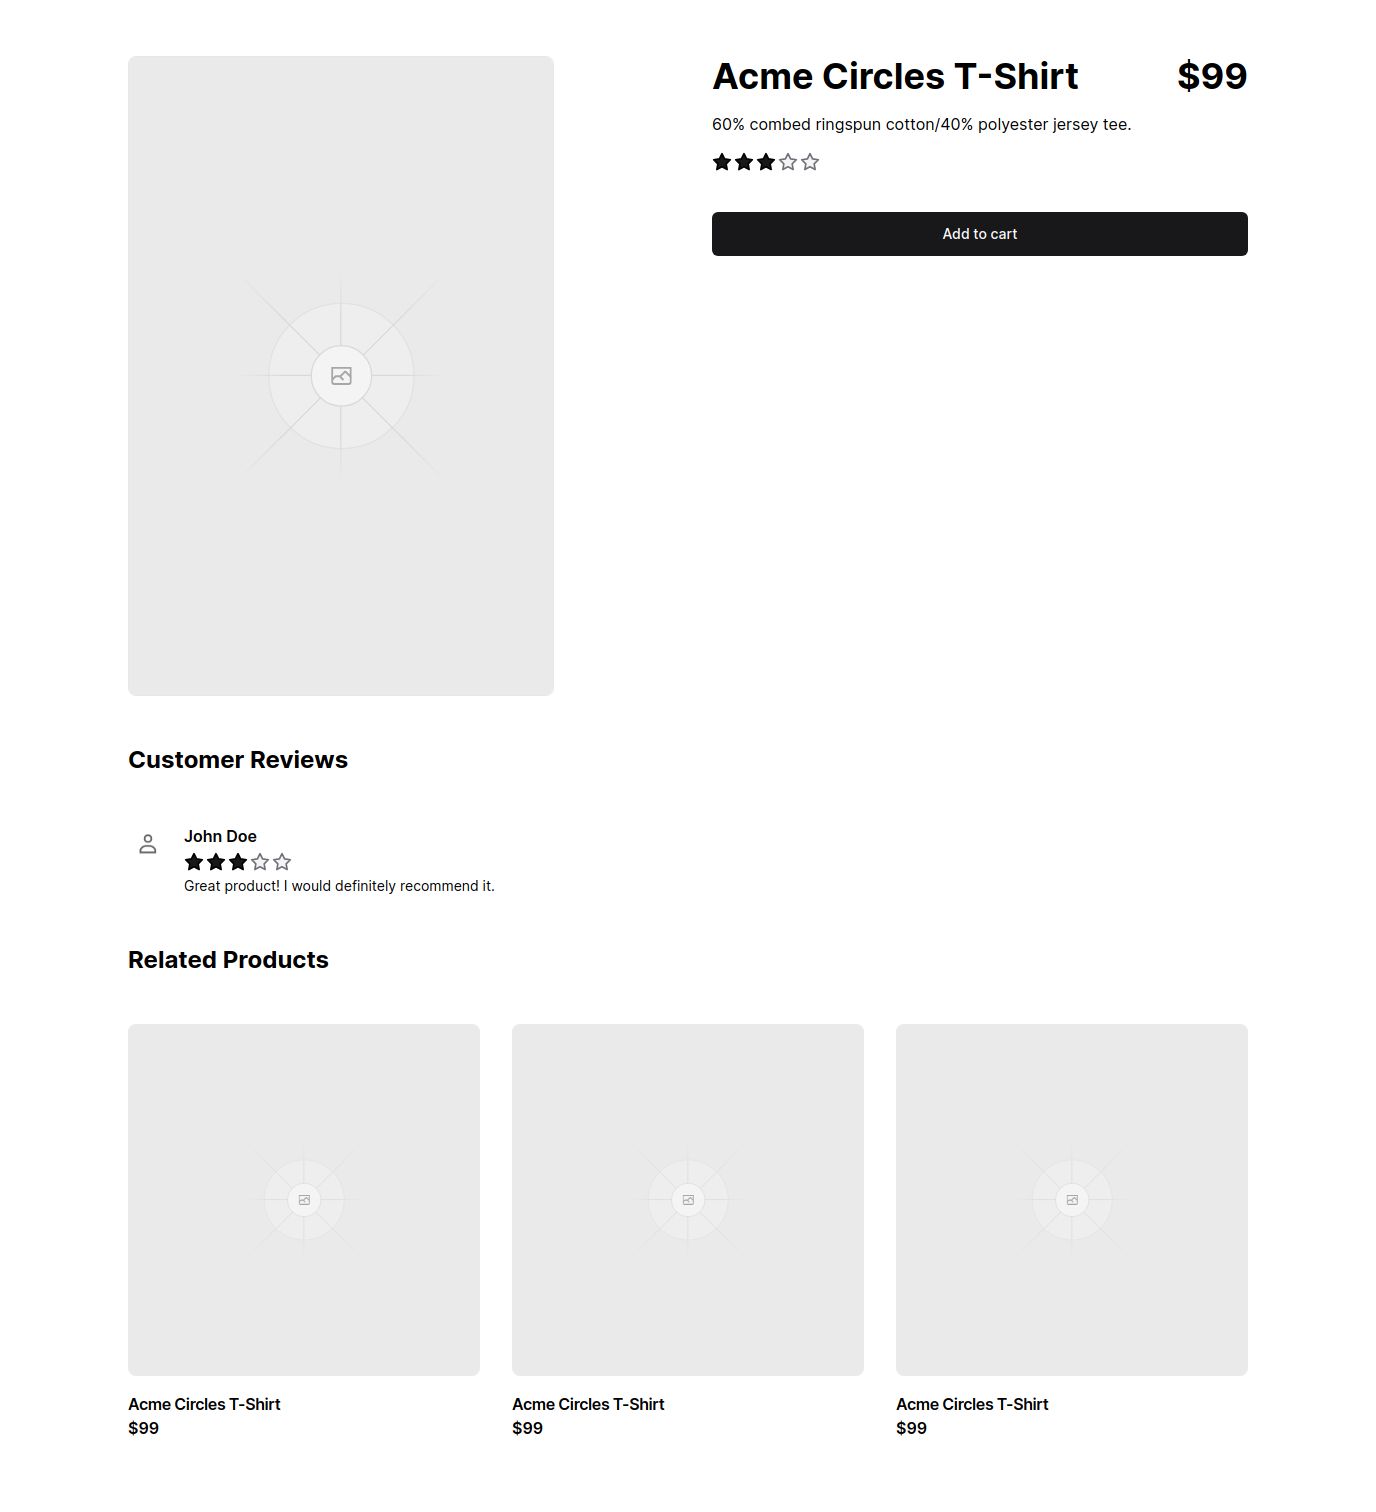 Acme Circles T-Shirt $99
60% combed ringspun cotton/40% polyester jersey tee.
Add to cart
Customer Reviews
John Doe
Great product! I would definitely recommend it.
Related Products
Acme Circles T-Shirt
$99
Acme Circles T-Shirt
$99
Acme Circles T-Shirt
$99